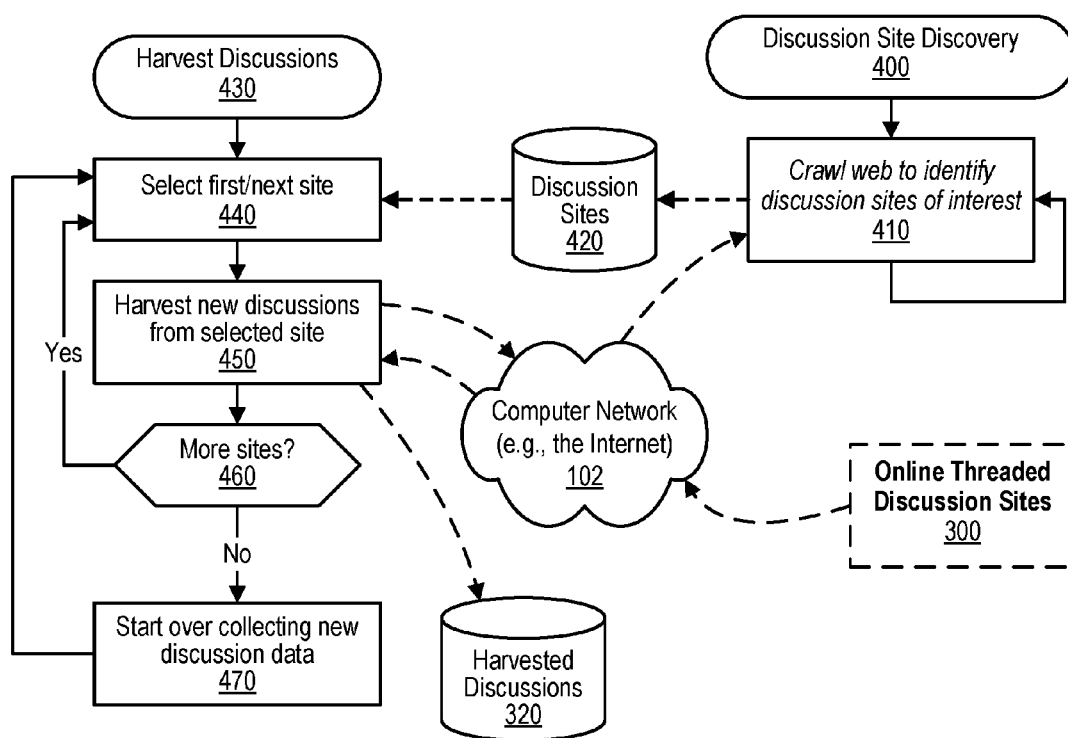 Harvest Discussions
430
Discussion Site Discovery
400
Select first/next site
440
Discussion
Sites
420
Crawl web to identify
discussion sites of interest
410
Harvest new discussions
from selected site
450
Yes
Computer Network
(e.g., the Internet)
102
More sites?
460
Online Threaded
Discussion Sites
300
No
Start over collecting new
discussion data
470
Harvested
Discussions
320